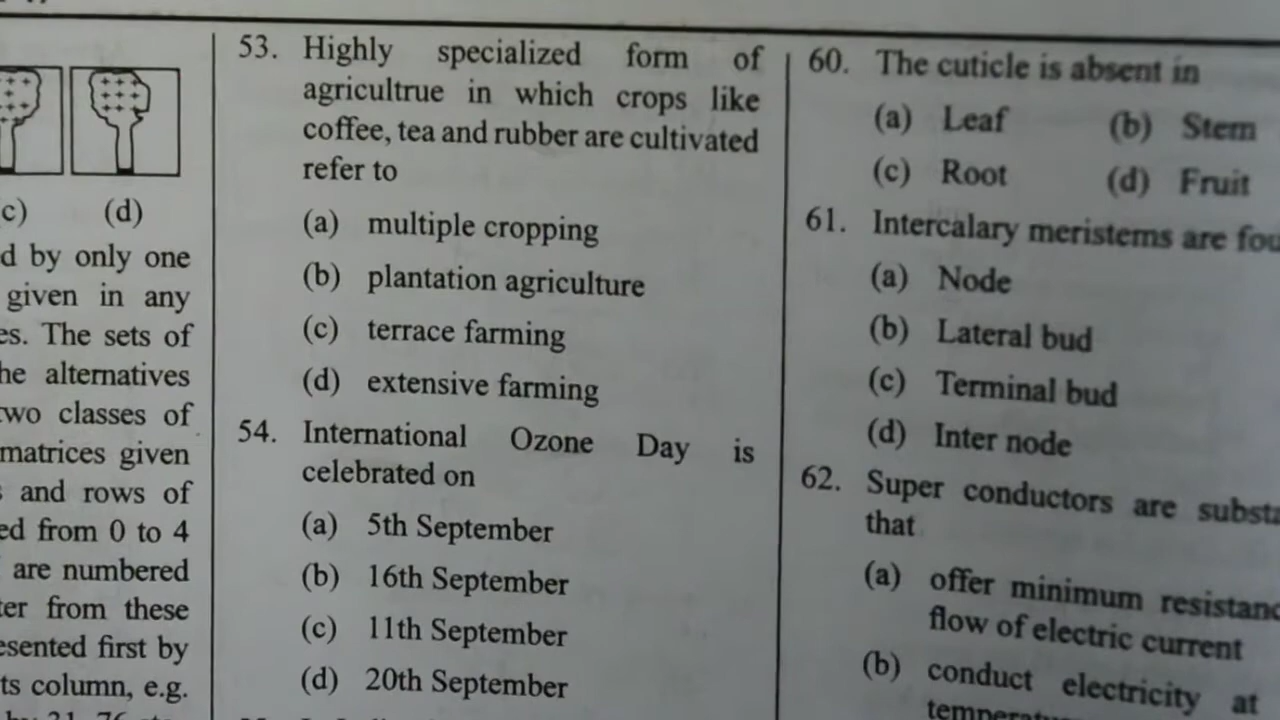 c) (d)
d by only one
given in any
es. The sets of
he alternatives
two classes of
matrices given
s and rows of
ed from 0 to 4
are numbered
ter from these
esented first by
ts column, e.g.
53. Highly specialized form of
agricultrue in which crops like
coffee, tea and rubber are cultivated
refer to
(a) multiple cropping
(b) plantation agriculture
(c) terrace farming
(d) extensive farming
54. International Ozone Day is
celebrated on
(a) 5th September
(b) 16th September
(c) 11th September
(d) 20th September
60. The cuticle is absent in
(a) Leaf (b) Stem
(c) Root (d) Fruit
61. Intercalary meristems are fou
(a) Node
(b) Lateral bud
(c) Terminal bud
(d) Inter node
62. Super conductors are substa
that
(a) offer minimum resistanc
flow of electric current
(b) conduct electricity at